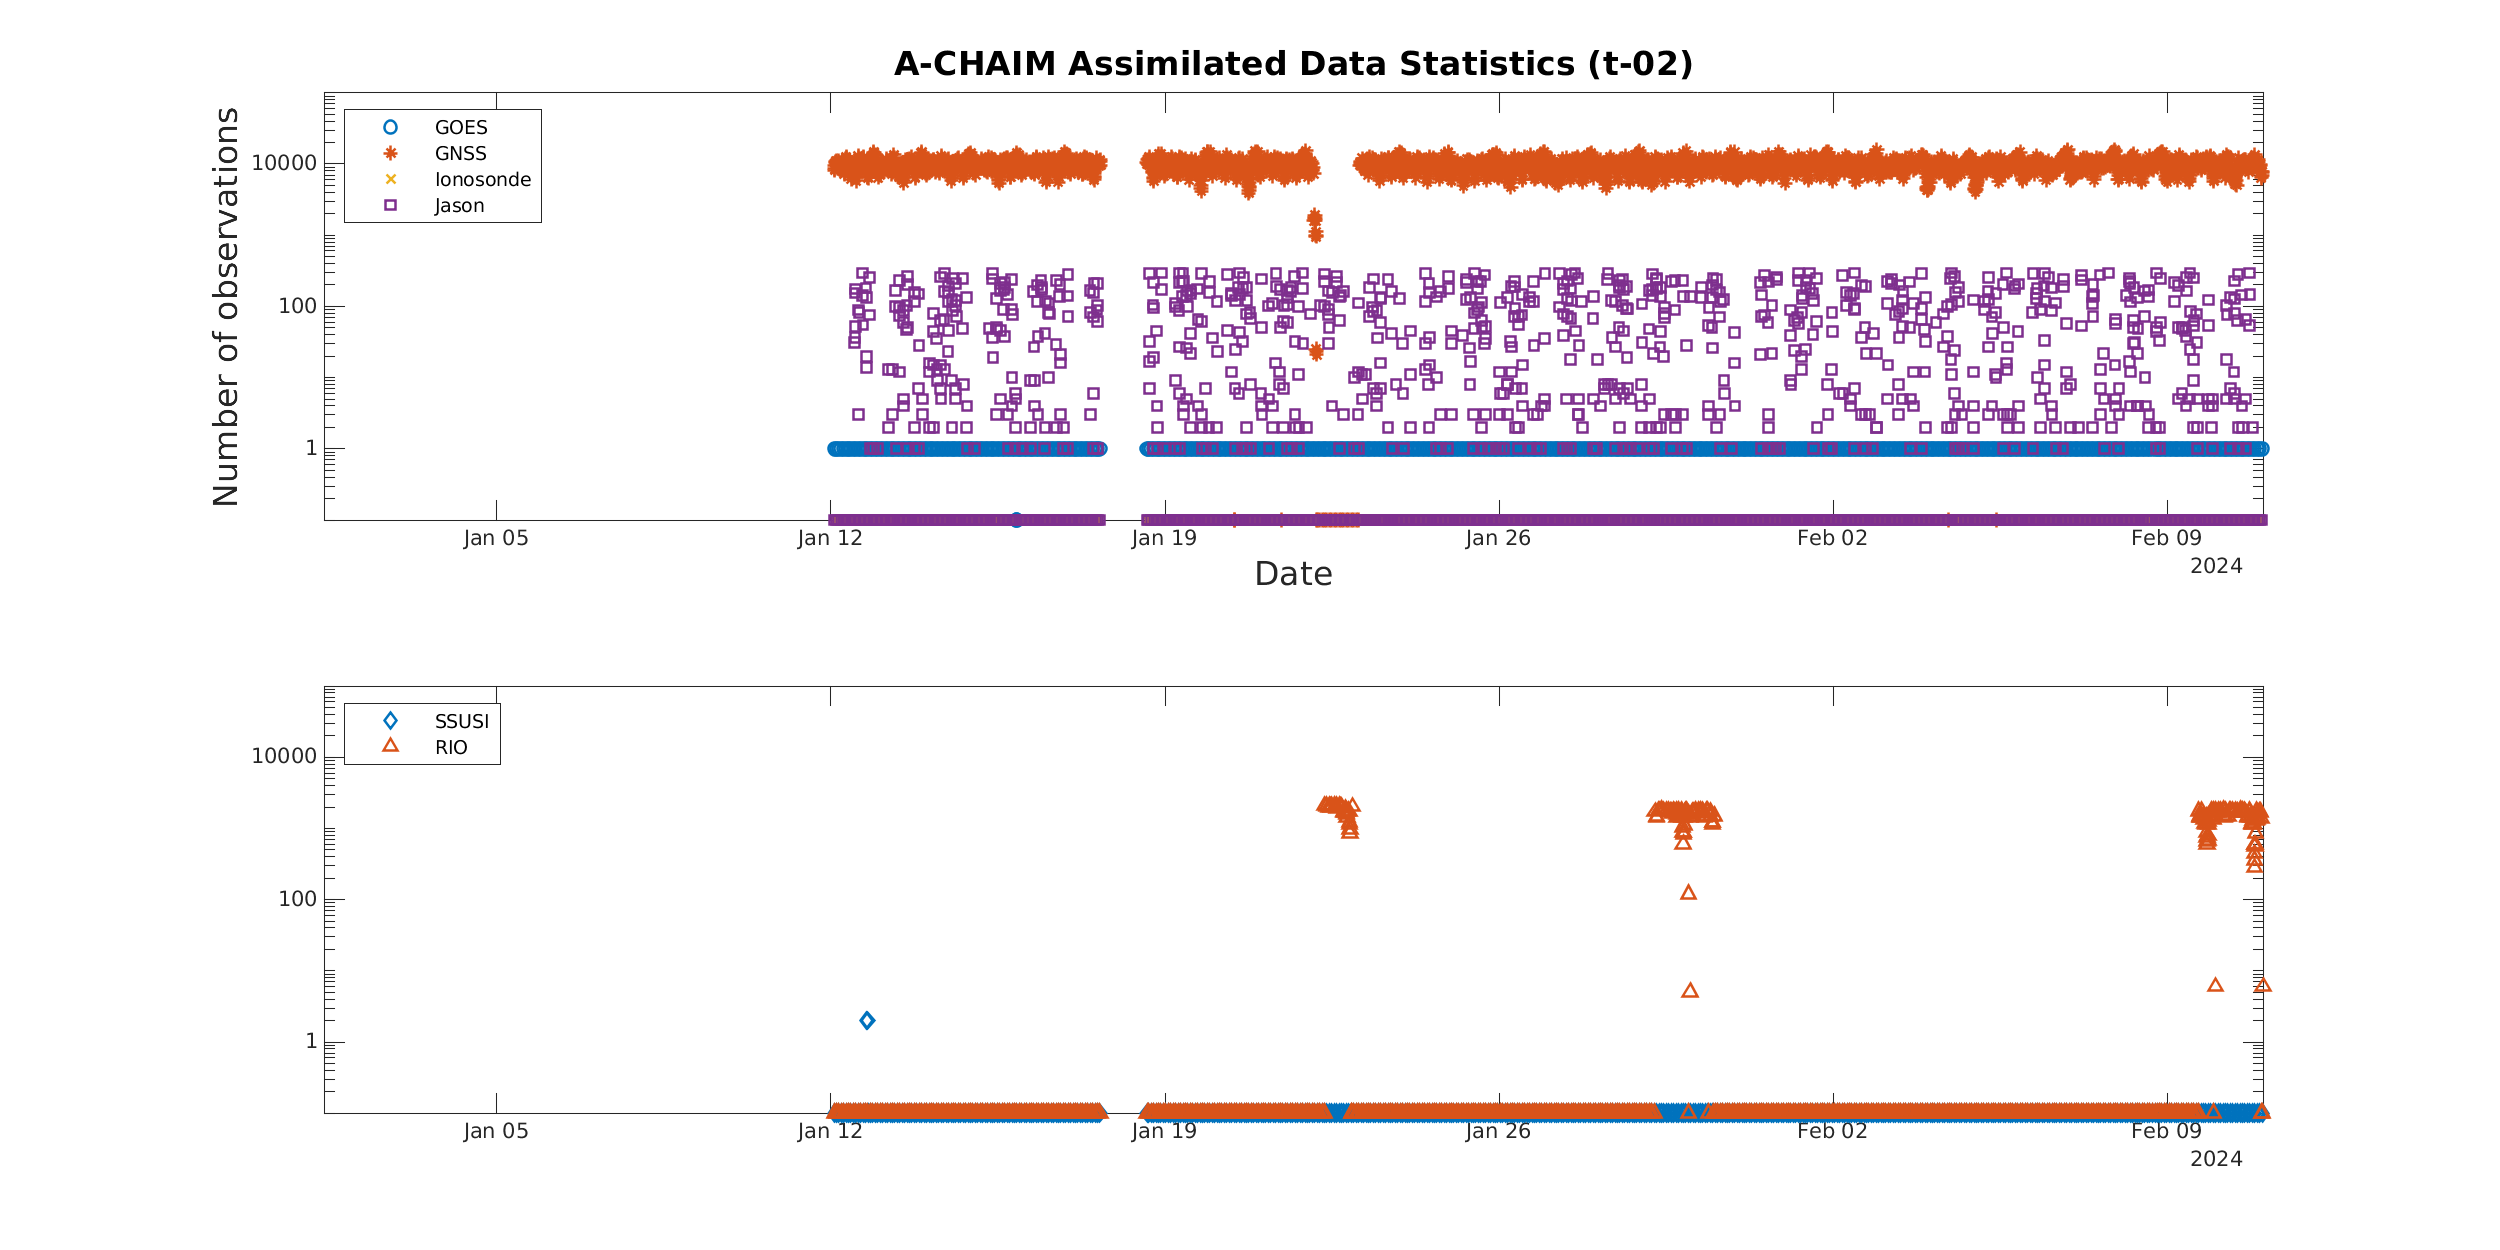 A-CHAIM Assimilated Data Statistics (t-02)
Number of observations
GOES
GNSS
Ionosonde
Jason
10000
100
1
Jan 05 Jan 12 Jan 19 Jan 26 Feb 02 Feb 09
2024
Date
SSUSI
RIO
10000
100
1
Jan 05 Jan 12 Jan 19 Jan 26 Feb 02 Feb 09
2024